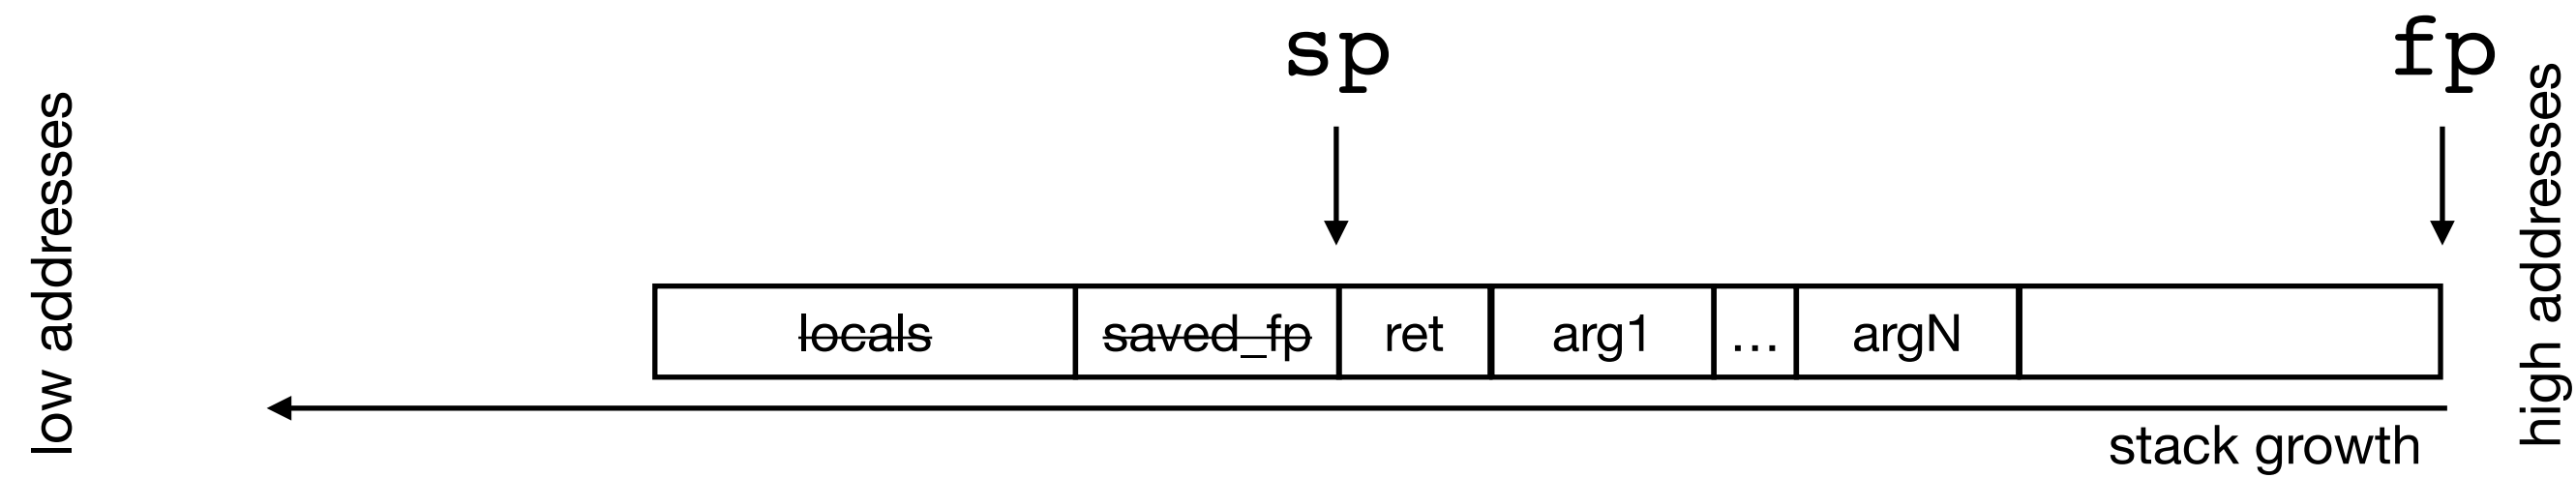 sp
fp
low addresses
high addresses
locals
saved_fp
ret
arg1
...
argN
stack growth